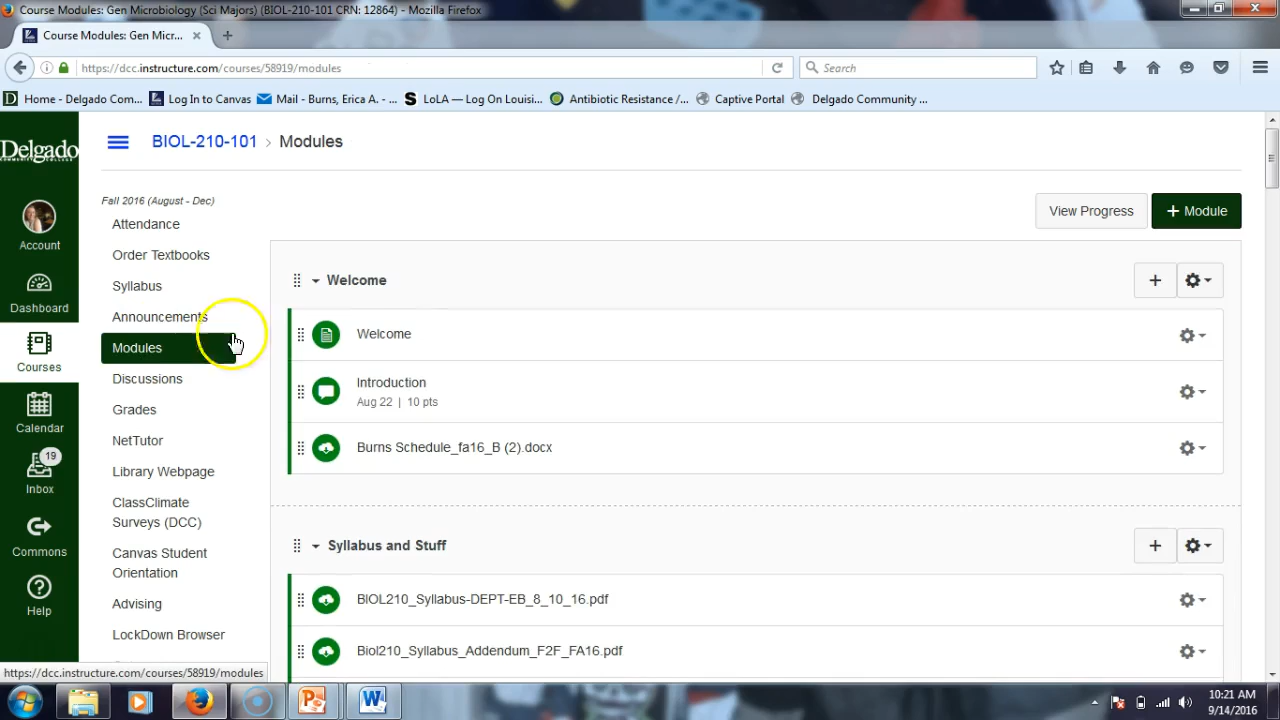 Course Modules: Gen Microbiology (Sci Majors) (BIOL-210-101 CRN: 12864) - Mozilla Firefox
Course Modules: Gen Micr...
https://dcc.instructure.com/courses/58919/modules
Search
Home - Delgado Com... Log In to Canvas Mail - Burns, Erica A. - ... LoLA — Log On Louisi... Antibiotic Resistance /... Captive Portal Delgado Community ...
Delgado
COMMUNITY COLLEGE
Account
Dashboard
Courses
Calendar
19
Inbox
Commons
Help
BIOL-210-101 > Modules
Fall 2016 (August - Dec)
Attendance
Order Textbooks
Syllabus
Announcements
Modules
Discussions
Grades
NetTutor
Library Webpage
ClassClimate
Surveys (DCC)
Canvas Student
Orientation
Advising
LockDown Browser
View Progress + Module
Welcome
Welcome
Introduction
Aug 22 | 10 pts
Burns Schedule_fa16_B (2).docx
Syllabus and Stuff
BIOL210_Syllabus-DEPT-EB_8_10_16.pdf
Biol210_Syllabus_Addendum_F2F_FA16.pdf
https://dcc.instructure.com/courses/58919/modules
10:21 AM
9/14/2016